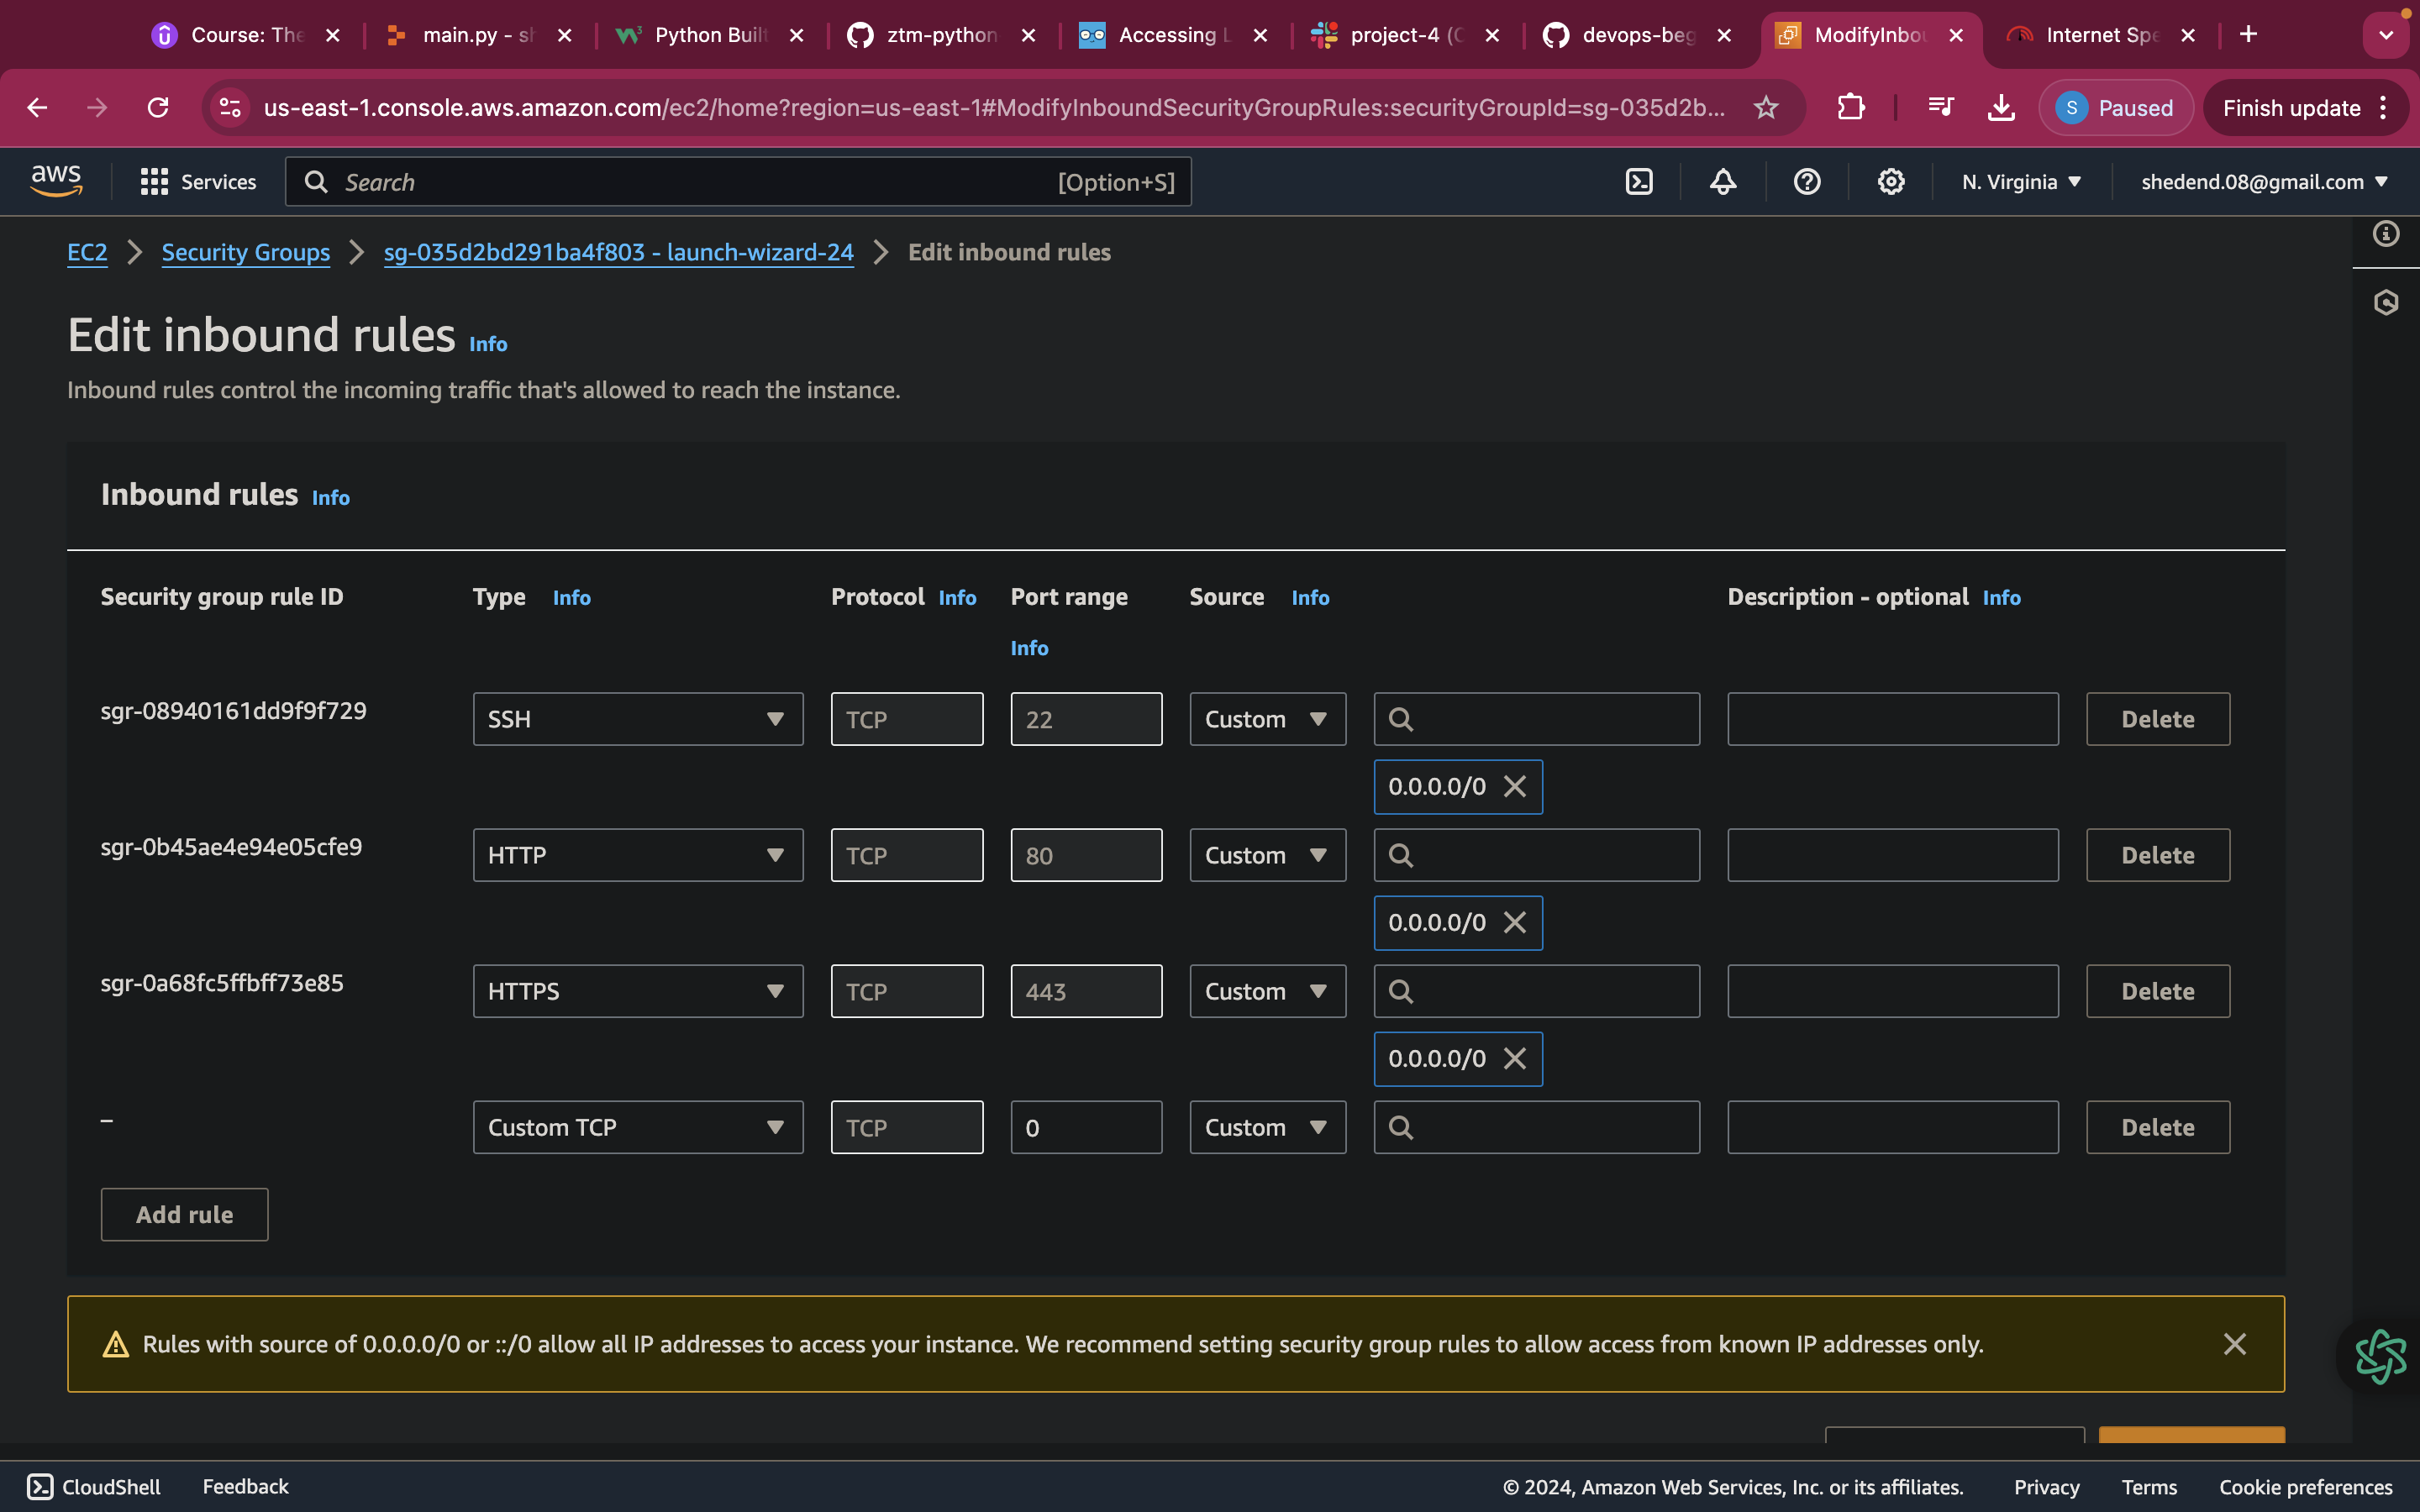 Course: The
main.py - sh
Python Built
ztm-python
Accessing L
project-4 (C
devops-beg
ModifyInbou
Internet Spe
us-east-1.console.aws.amazon.com/ec2/home?region=us-east-1#ModifyInboundSecurityGroupRules:securityGroupId=sg-035d2b...
S Paused
Finish update
aws
Services
Search [Option+S]
N. Virginia
shedend.08@gmail.com
EC2 Security Groups sg-035d2bd291ba4f803 - launch-wizard-24 Edit inbound rules
Edit inbound rules Info
Inbound rules control the incoming traffic that's allowed to reach the instance.
Inbound rules Info
Security group rule ID Type Info Protocol Info Port range Source Info Description - optional Info
Info
sgr-08940161dd9f9f729 SSH TCP 22 Custom Delete
0.0.0.0/0
sgr-0b45ae4e94e05cfe9 HTTP TCP 80 Custom Delete
0.0.0.0/0
sgr-0a68fc5ffbff73e85 HTTPS TCP 443 Custom Delete
0.0.0.0/0
– Custom TCP TCP 0 Custom Delete
Add rule
Rules with source of 0.0.0.0/0 or ::/0 allow all IP addresses to access your instance. We recommend setting security group rules to allow access from known IP addresses only.
CloudShell Feedback © 2024, Amazon Web Services, Inc. or its affiliates. Privacy Terms Cookie preferences